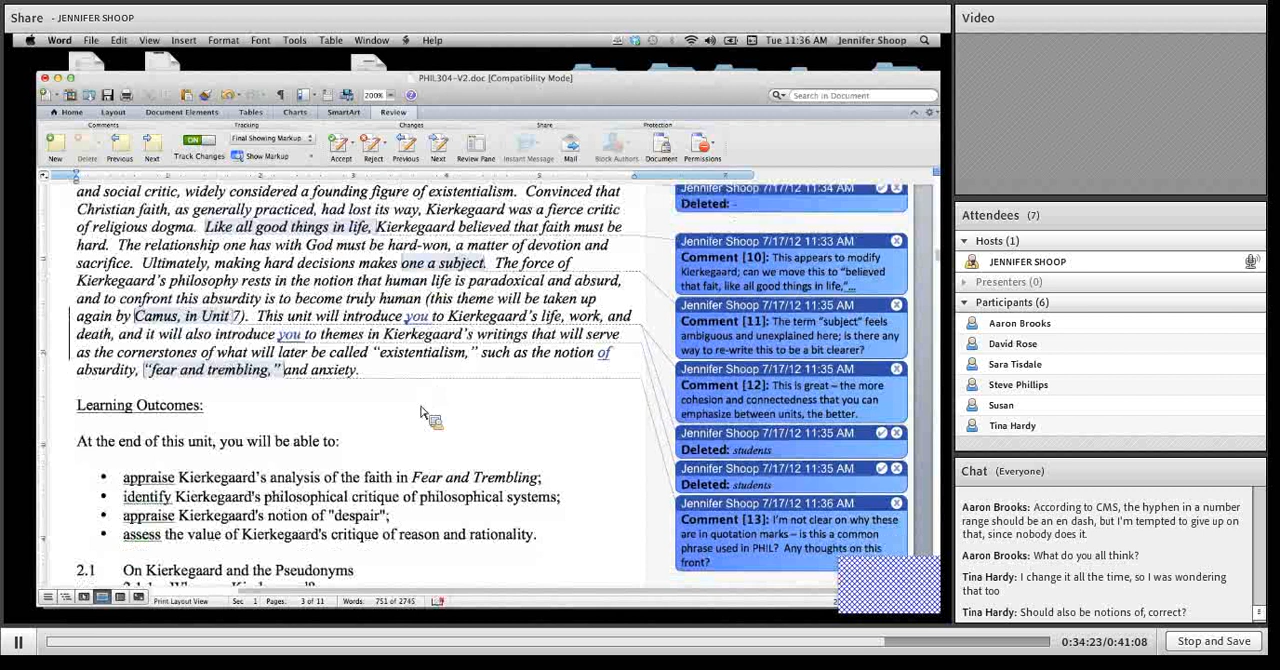 Share - JENNIFER SHOOP
Word File Edit View Insert Format Font Tools Table Window Help
Tue 11:36 AM Jennifer Shoop
PHIL304-V2.doc [Compatibility Mode]
200%
Search in Document
Home Layout Document Elements Tables Charts SmartArt Review
Comments Tracking Changes Share Protection
ON Final Showing Markup
New Delete Previous Next Track Changes Show Markup Accept Reject Previous Next Review Pane Instant Message Mail Block Authors Document Permissions
and social critic, widely considered a founding figure of existentialism. Convinced that
Christian faith, as generally practiced, had lost its way, Kierkegaard was a fierce critic
of religious dogma. Like all good things in life, Kierkegaard believed that faith must be
hard. The relationship one has with God must be hard-won, a matter of devotion and
sacrifice. Ultimately, making hard decisions makes one a subject. The force of
Kierkegaard's philosophy rests in the notion that human life is paradoxical and absurd,
and to confront this absurdity is to become truly human (this theme will be taken up
again by Camus, in Unit 7). This unit will introduce you to Kierkegaard's life, work, and
death, and it will also introduce you to themes in Kierkegaard's writings that will serve
as the cornerstones of what will later be called "existentialism," such as the notion of
absurdity, "fear and trembling," and anxiety.
Learning Outcomes:
At the end of this unit, you will be able to:
• appraise Kierkegaard's analysis of the faith in Fear and Trembling;
• identify Kierkegaard's philosophical critique of philosophical systems;
• appraise Kierkegaard's notion of "despair";
• assess the value of Kierkegaard's critique of reason and rationality.
2.1 On Kierkegaard and the Pseudonyms
Jennifer Shoop 7/17/12 11:34 AM
Deleted: -
Jennifer Shoop 7/17/12 11:33 AM
Comment [10]: This appears to modify
Kierkegaard; can we move this to "believed
that fait, like all good things in life,"...
Jennifer Shoop 7/17/12 11:35 AM
Comment [11]: The term "subject" feels
ambiguous and unexplained here; is there any
way to re-write this to be a bit clearer?
Jennifer Shoop 7/17/12 11:35 AM
Comment [12]: This is great – the more
cohesion and connectedness that you can
emphasize between units, the better.
Jennifer Shoop 7/17/12 11:35 AM
Deleted: students
Jennifer Shoop 7/17/12 11:35 AM
Deleted: students
Jennifer Shoop 7/17/12 11:36 AM
Comment [13]: I'm not clear on why these
are in quotation marks – is this a common
phrase used in PHIL? Any thoughts on this
front?
Print Layout View Sec 1 Pages: 3 of 11 Words: 751 of 2745
Video
Attendees (7)
Hosts (1)
JENNIFER SHOOP
Presenters (0)
Participants (6)
Aaron Brooks
David Rose
Sara Tisdale
Steve Phillips
Susan
Tina Hardy
Chat (Everyone)
Aaron Brooks: According to CMS, the hyphen in a number
range should be an en dash, but I'm tempted to give up on
that, since nobody does it.
Aaron Brooks: What do you all think?
Tina Hardy: I change it all the time, so I was wondering
that too
Tina Hardy: Should also be notions of, correct?
0:34:23/0:41:08 Stop and Save